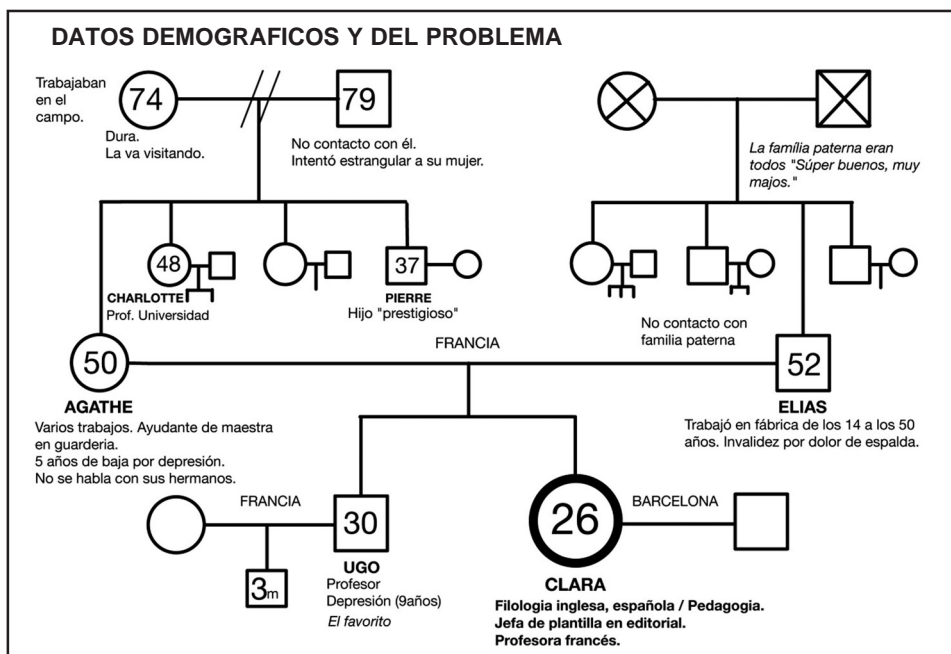 DATOS DEMOGRAFICOS Y DEL PROBLEMA
Trabajaban
en el
campo.
74
79
Dura.
La va visitando.
No contacto con él.
Intentó estrangular a su mujer.
La família paterna eran
todos "Súper buenos, muy
majos."
48
37
CHARLOTTE
Prof. Universidad
PIERRE
Hijo "prestigioso"
No contacto con
familia paterna
FRANCIA
50
52
AGATHE
Varios trabajos. Ayudante de maestra
en guarderia.
5 años de baja por depresión.
No se habla con sus hermanos.
ELIAS
Trabajó en fábrica de los 14 a los 50
años. Invalidez por dolor de espalda.
FRANCIA
30
26
BARCELONA
3m
UGO
Profesor
Depresión (9años)
El favorito
CLARA
Filologia inglesa, española / Pedagogia.
Jefa de plantilla en editorial.
Profesora francés.